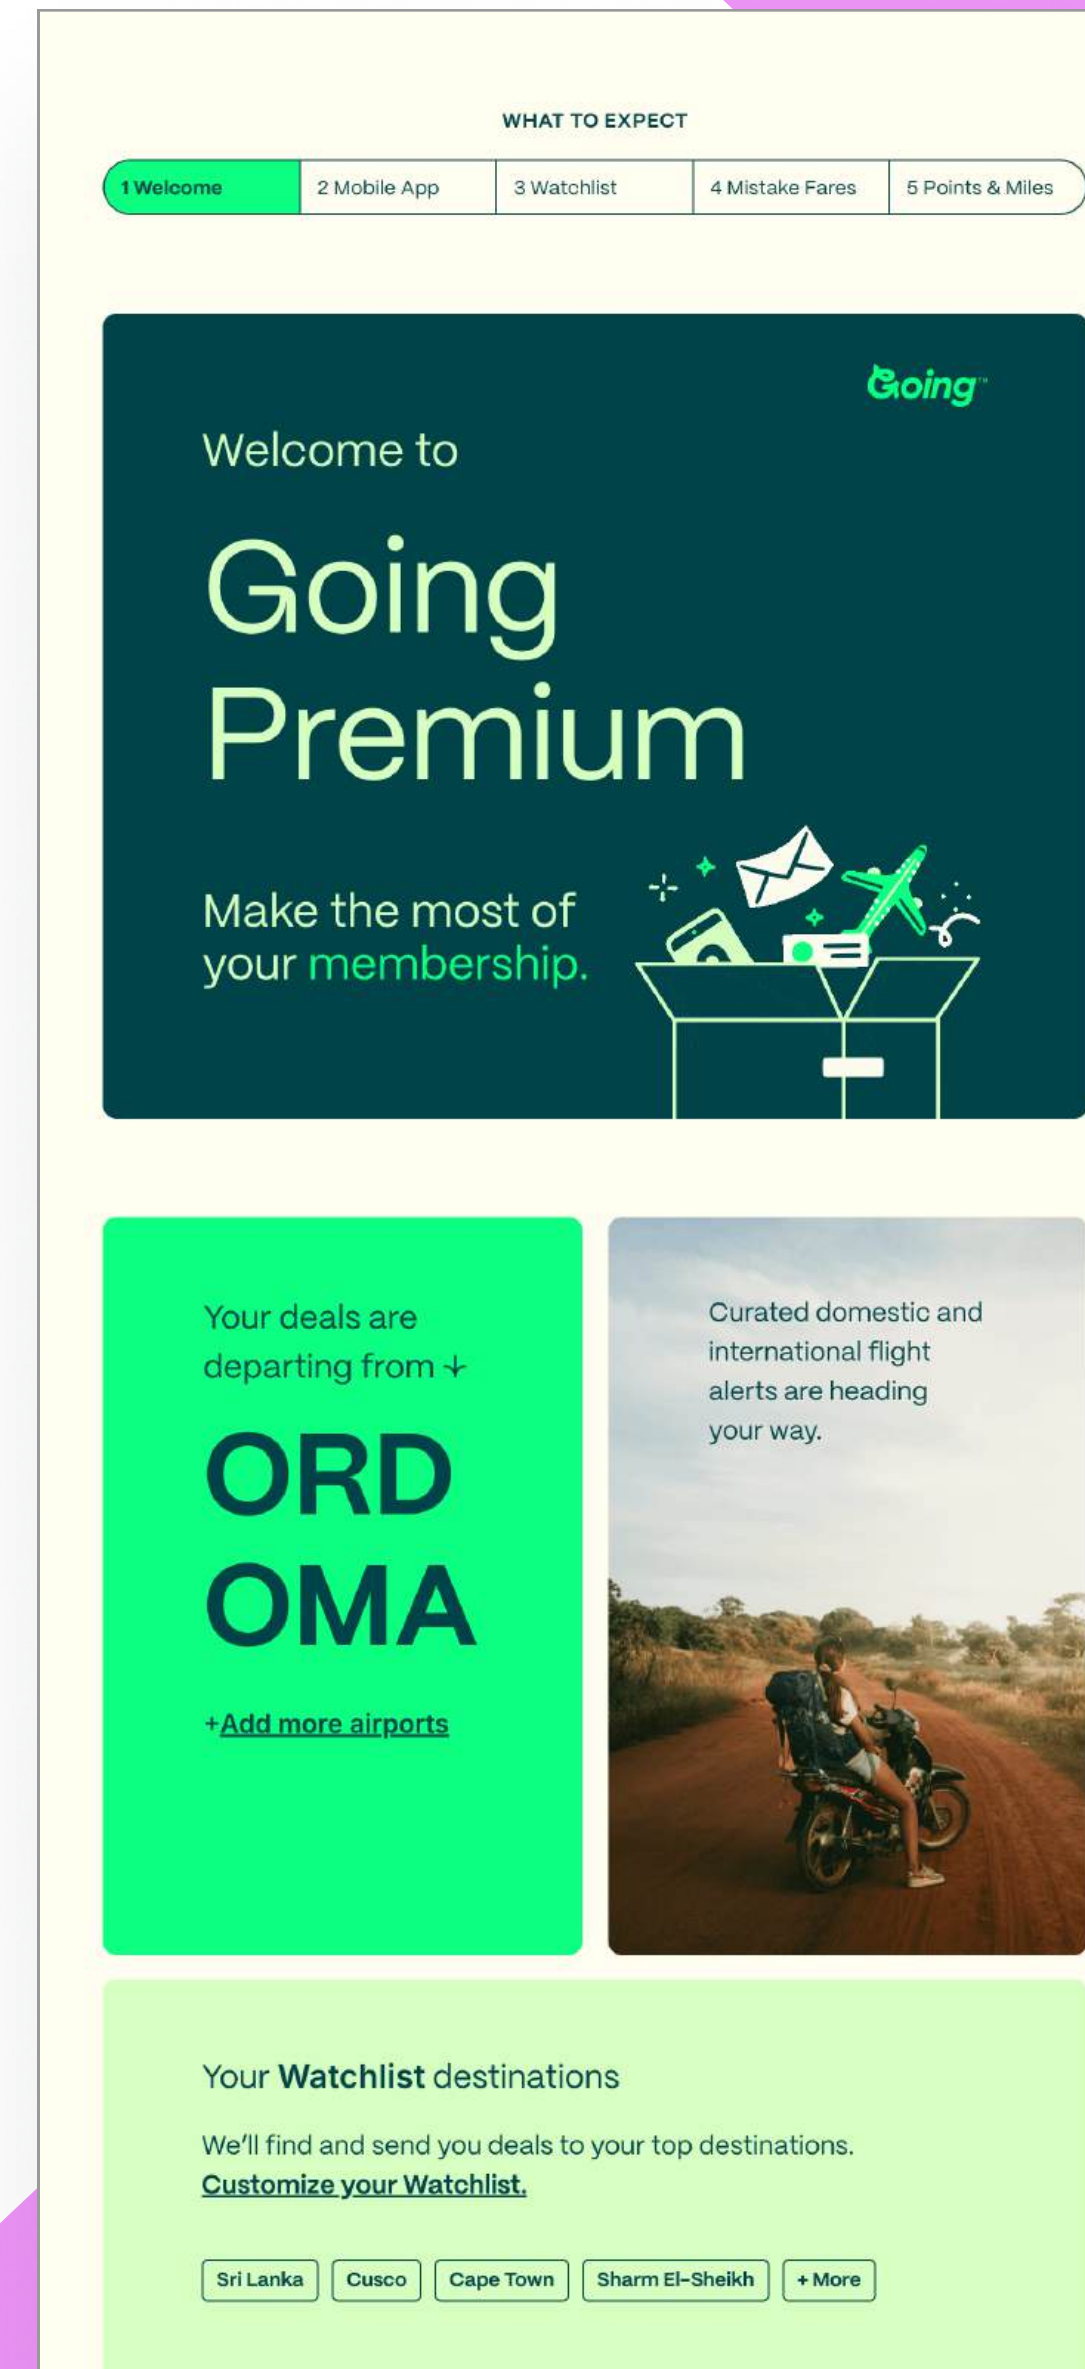 WHAT TO EXPECT
1 Welcome
2 Mobile App
3 Watchlist
4 Mistake Fares
5 Points & Miles
Going™
Welcome to
Going
Premium
Make the most of
your membership.
Your deals are
departing from ↓
ORD
OMA
+Add more airports
Curated domestic and
international flight
alerts are heading
your way.
Your Watchlist destinations
We’ll find and send you deals to your top destinations.
Customize your Watchlist.
Sri Lanka
Cusco
Cape Town
Sharm El-Sheikh
+ More